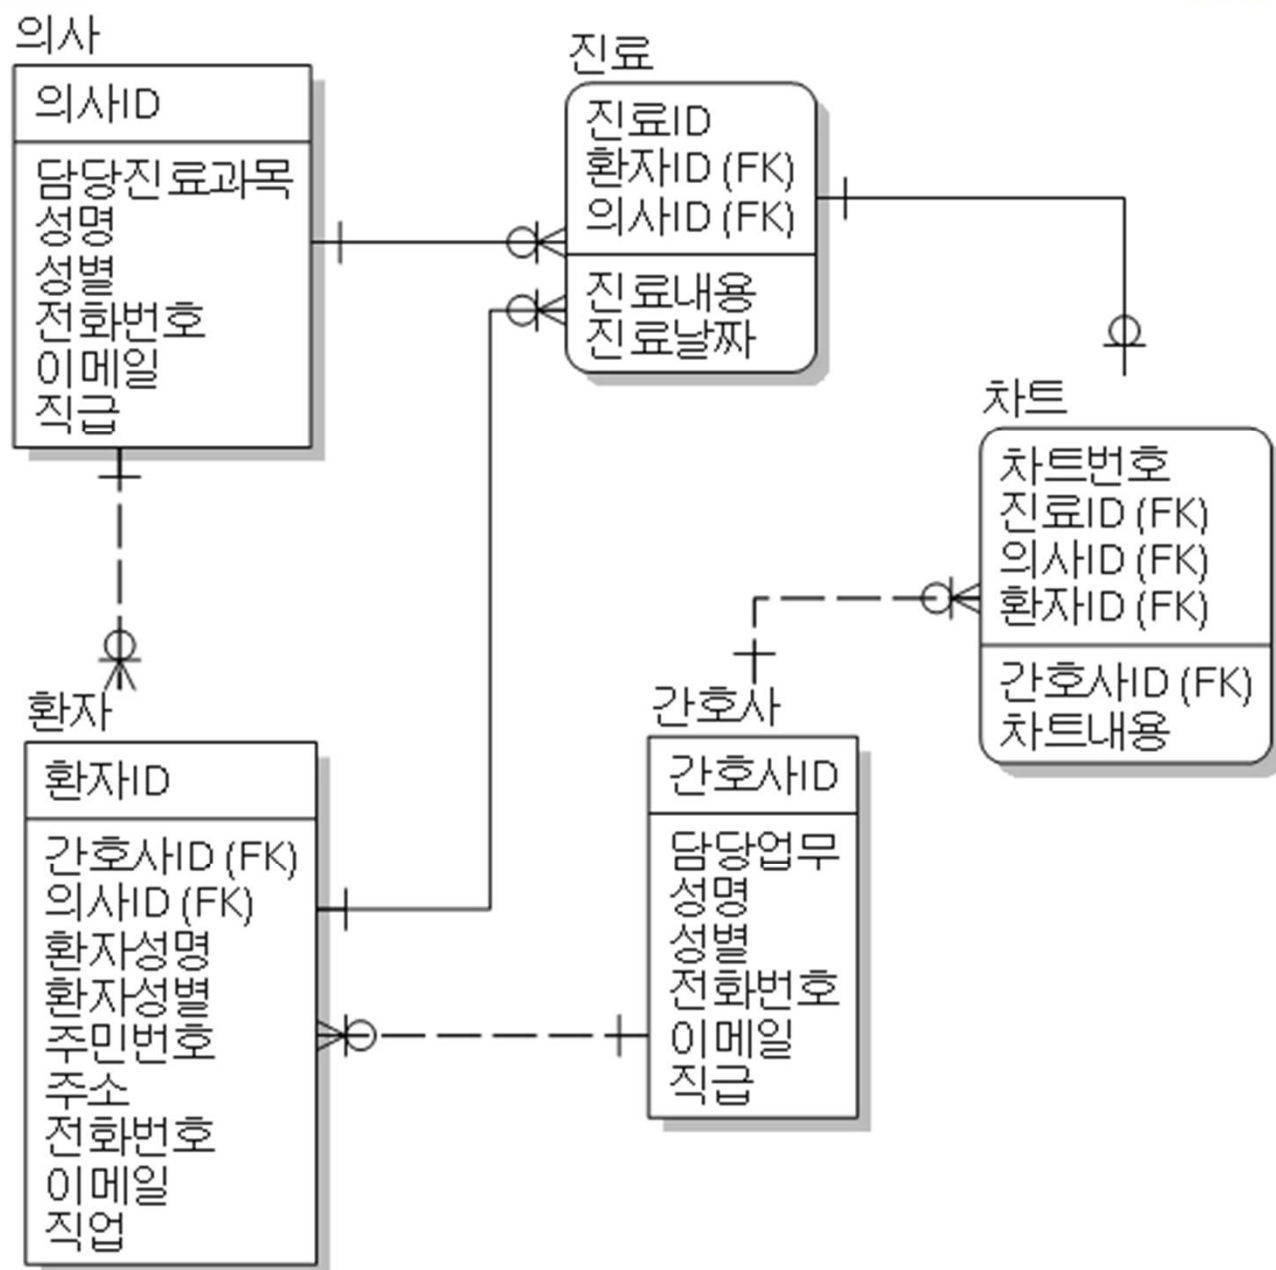 의사
의사ID
담당진료과목
성명
성별
전화번호
이메일
직급
진료
진료ID
환자ID (FK)
의사ID (FK)
진료내용
진료날짜
차트
차트번호
진료ID (FK)
의사ID (FK)
환자ID (FK)
간호사ID (FK)
차트내용
환자
환자ID
간호사ID (FK)
의사ID (FK)
환자성명
환자성별
주민번호
주소
전화번호
이메일
직업
간호사
간호사ID
담당업무
성명
성별
전화번호
이메일
직급